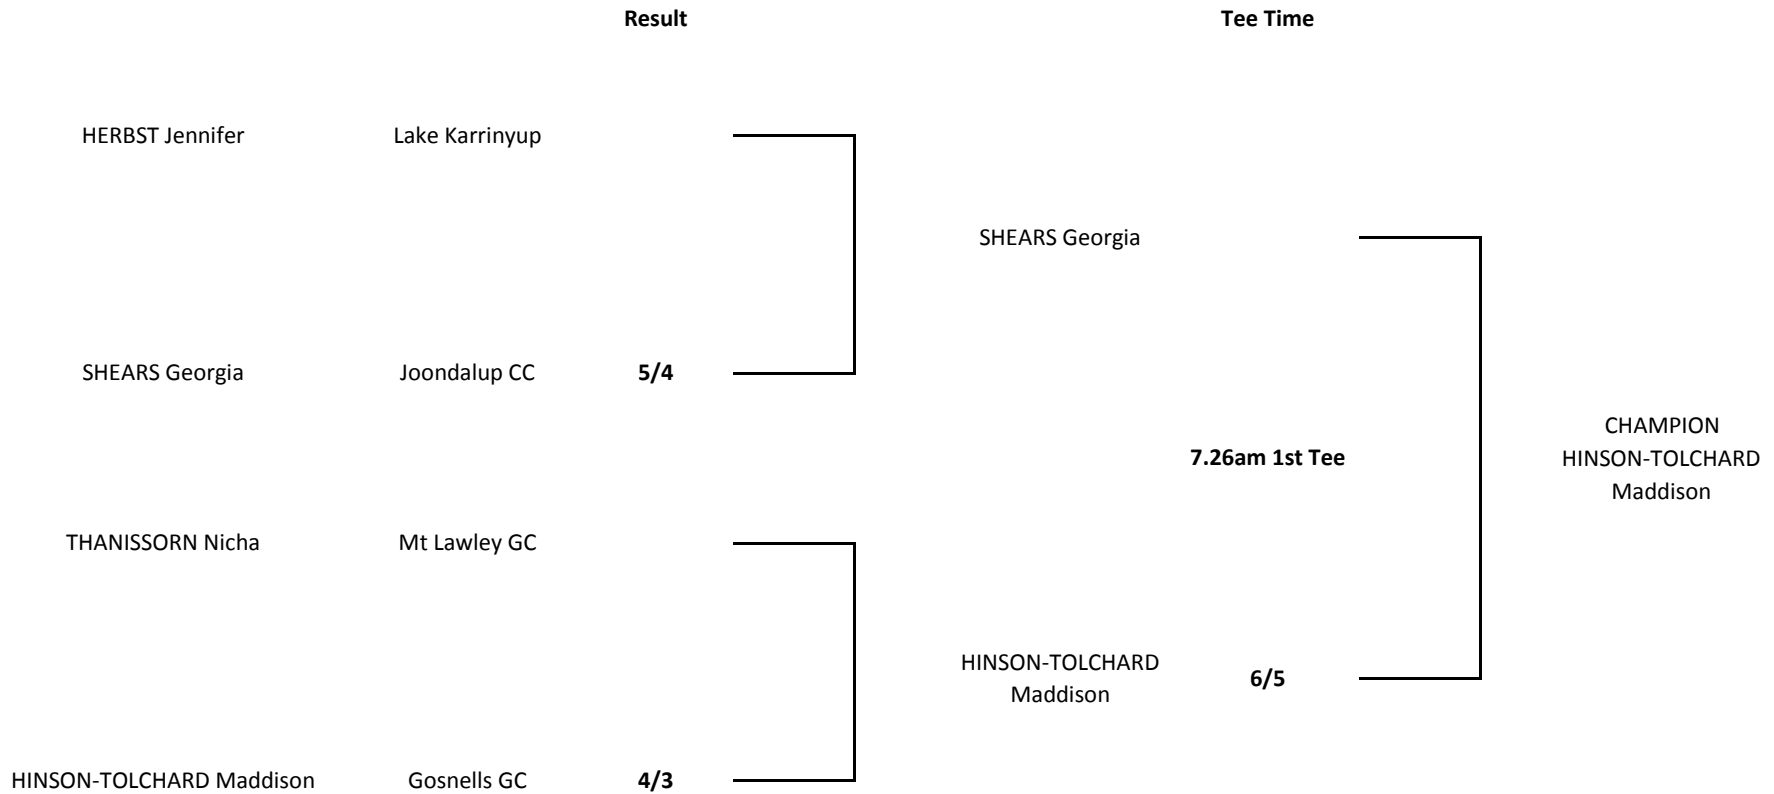 Result Tee Time
HERBST Jennifer Lake Karrinyup
SHEARS Georgia
SHEARS Georgia Joondalup CC 5/4
CHAMPION
HINSON-TOLCHARD
Maddison
7.26am 1st Tee
THANISSORN Nicha Mt Lawley GC
HINSON-TOLCHARD
Maddison
6/5
HINSON-TOLCHARD Maddison Gosnells GC 4/3